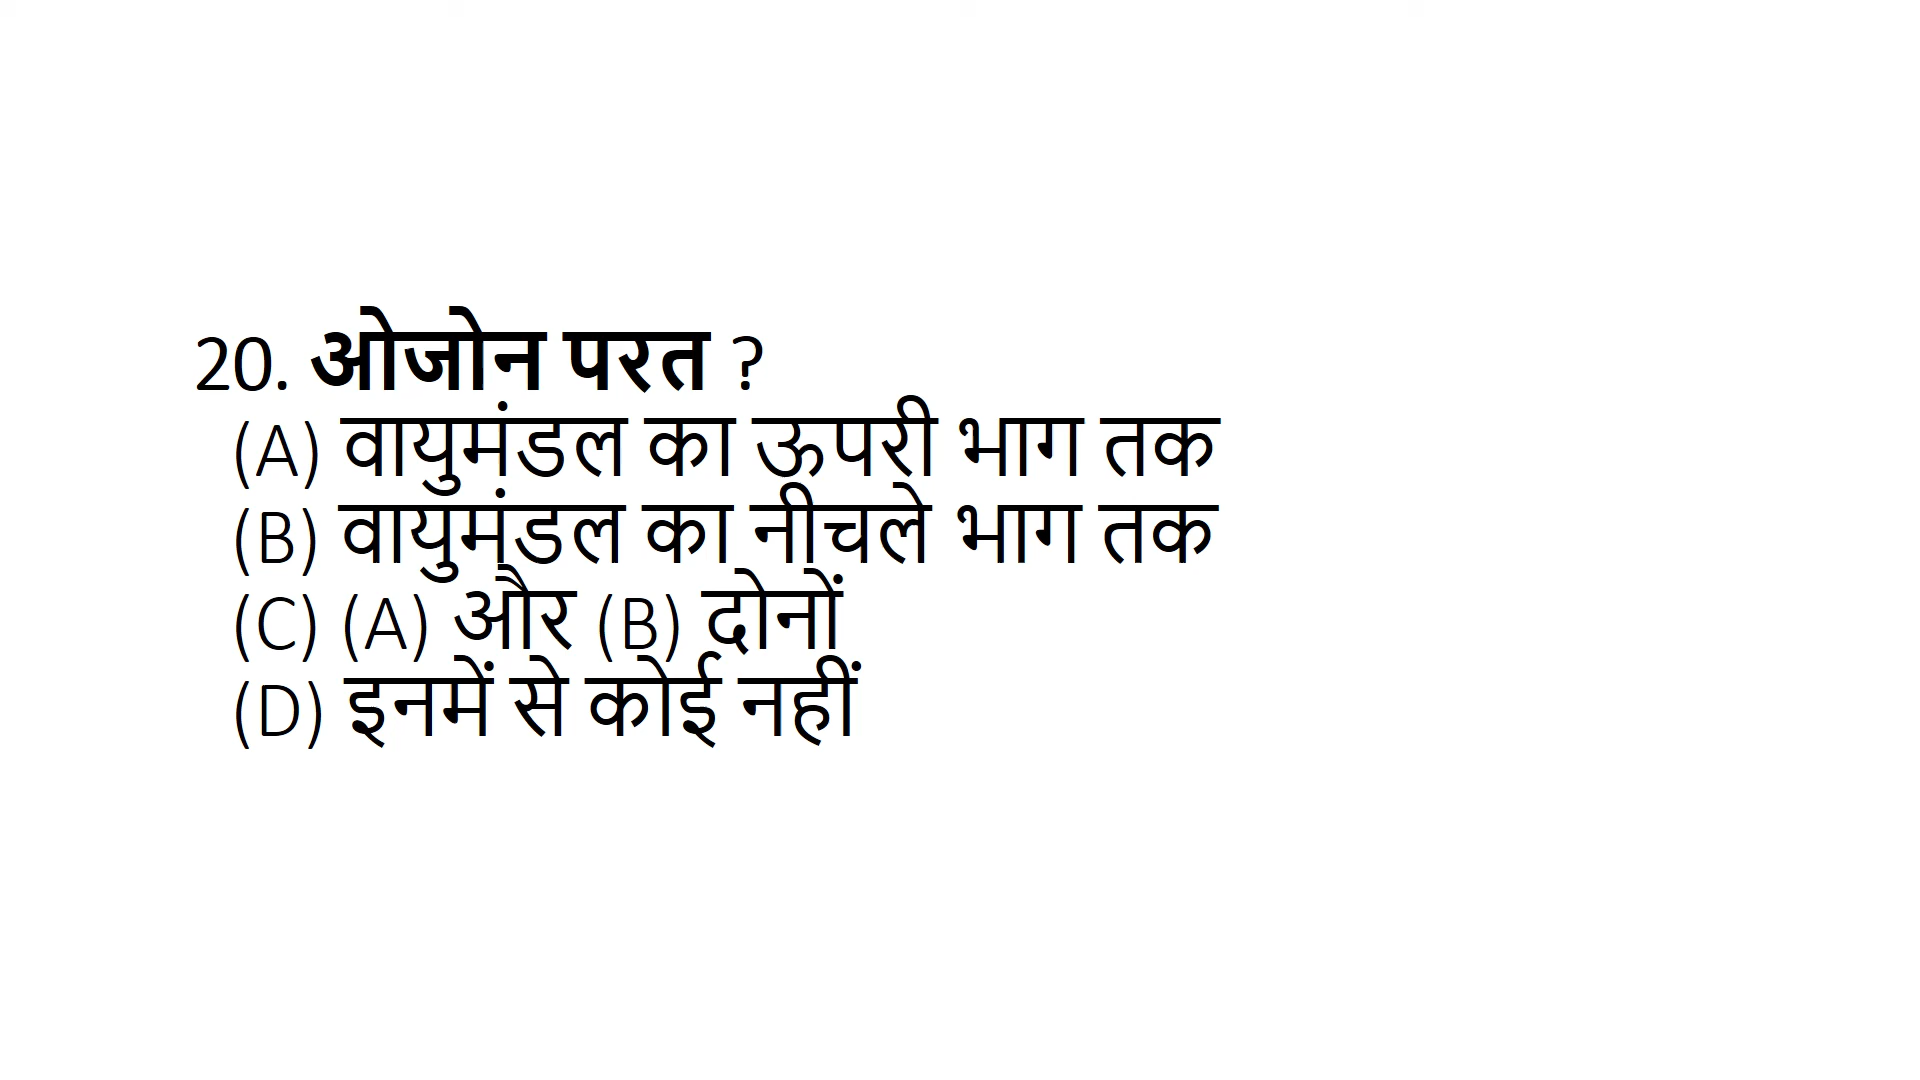 20. ओजोन परत ?
(A) वायुमंडल का ऊपरी भाग तक
(B) वायुमंडल का नीचले भाग तक
(C) (A) और (B) दोनों
(D) इनमें से कोई नहीं